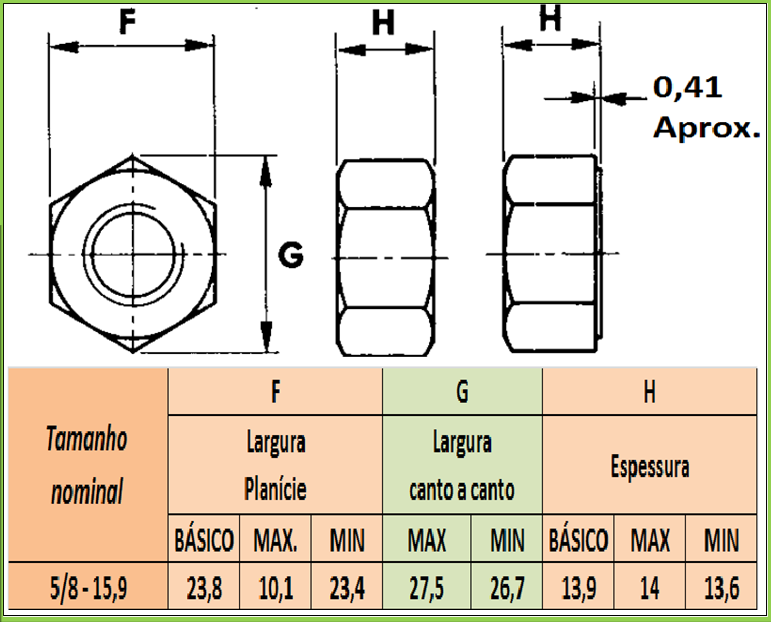 F
H
H
0,41
Aprox.
G
Tamanho
nominal
F
G
H
Largura
Planície
Largura
canto a canto
Espessura
BÁSICO MAX. MIN MAX MIN BÁSICO MAX MIN
5/8 - 15,9 23,8 10,1 23,4 27,5 26,7 13,9 14 13,6